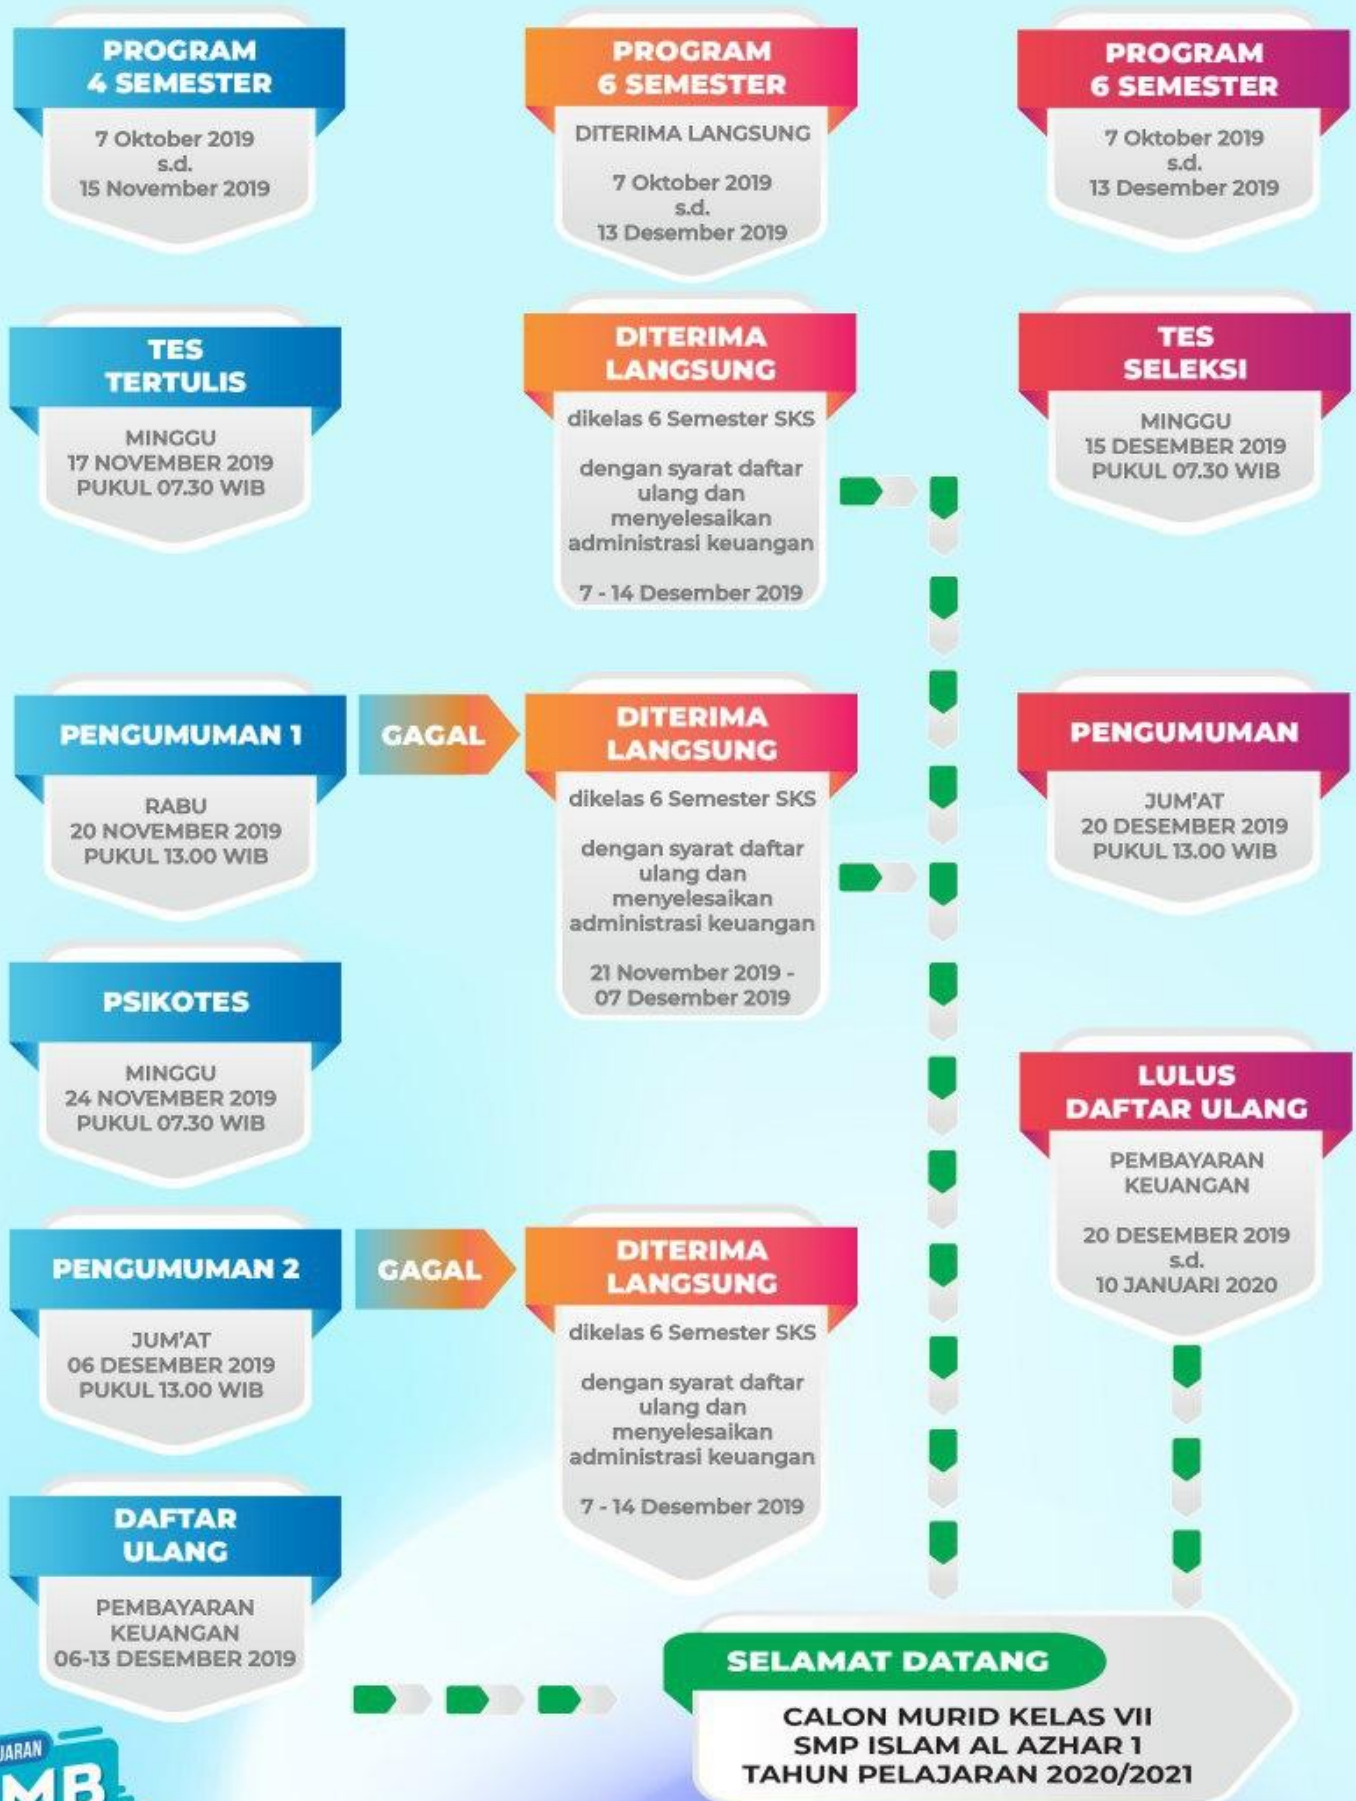 PROGRAM
4 SEMESTER
7 Oktober 2019
s.d.
15 November 2019
TES
TERTULIS
MINGGU
17 NOVEMBER 2019
PUKUL 07.30 WIB
PENGUMUMAN 1
GAGAL
RABU
20 NOVEMBER 2019
PUKUL 13.00 WIB
PSIKOTES
MINGGU
24 NOVEMBER 2019
PUKUL 07.30 WIB
PENGUMUMAN 2
GAGAL
JUM'AT
06 DESEMBER 2019
PUKUL 13.00 WIB
DAFTAR
ULANG
PEMBAYARAN
KEUANGAN
06-13 DESEMBER 2019
PROGRAM
6 SEMESTER
DITERIMA LANGSUNG
7 Oktober 2019
s.d.
13 Desember 2019
DITERIMA
LANGSUNG
dikelas 6 Semester SKS
dengan syarat daftar
ulang dan
menyelesaikan
administrasi keuangan
7 - 14 Desember 2019
DITERIMA
LANGSUNG
dikelas 6 Semester SKS
dengan syarat daftar
ulang dan
menyelesaikan
administrasi keuangan
21 November 2019 -
07 Desember 2019
DITERIMA
LANGSUNG
dikelas 6 Semester SKS
dengan syarat daftar
ulang dan
menyelesaikan
administrasi keuangan
7 - 14 Desember 2019
PROGRAM
6 SEMESTER
7 Oktober 2019
s.d.
13 Desember 2019
TES
SELEKSI
MINGGU
15 DESEMBER 2019
PUKUL 07.30 WIB
PENGUMUMAN
JUM'AT
20 DESEMBER 2019
PUKUL 13.00 WIB
LULUS
DAFTAR ULANG
PEMBAYARAN
KEUANGAN
20 DESEMBER 2019
s.d.
10 JANUARI 2020
SELAMAT DATANG
CALON MURID KELAS VII
SMP ISLAM AL AZHAR 1
TAHUN PELAJARAN 2020/2021